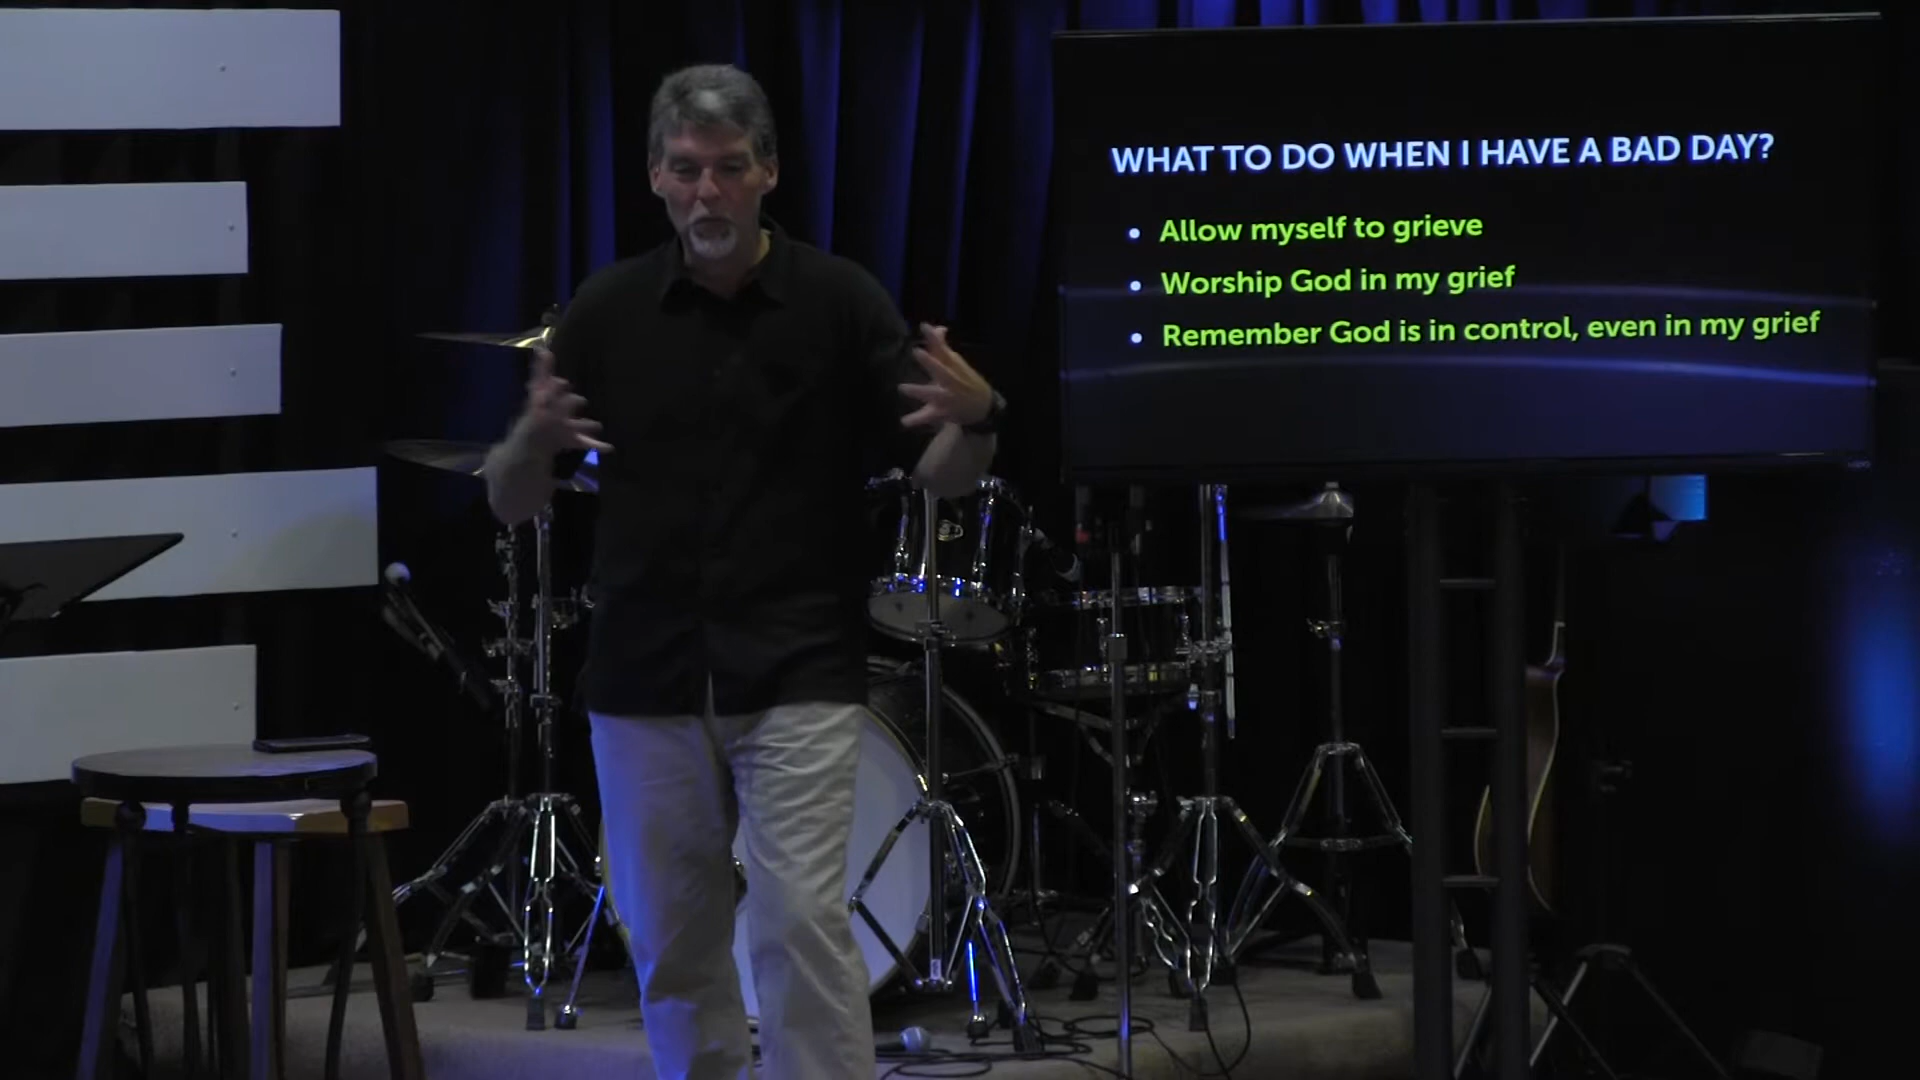 WHAT TO DO WHEN I HAVE A BAD DAY?
• Allow myself to grieve
• Worship God in my grief
• Remember God is in control, even in my grief